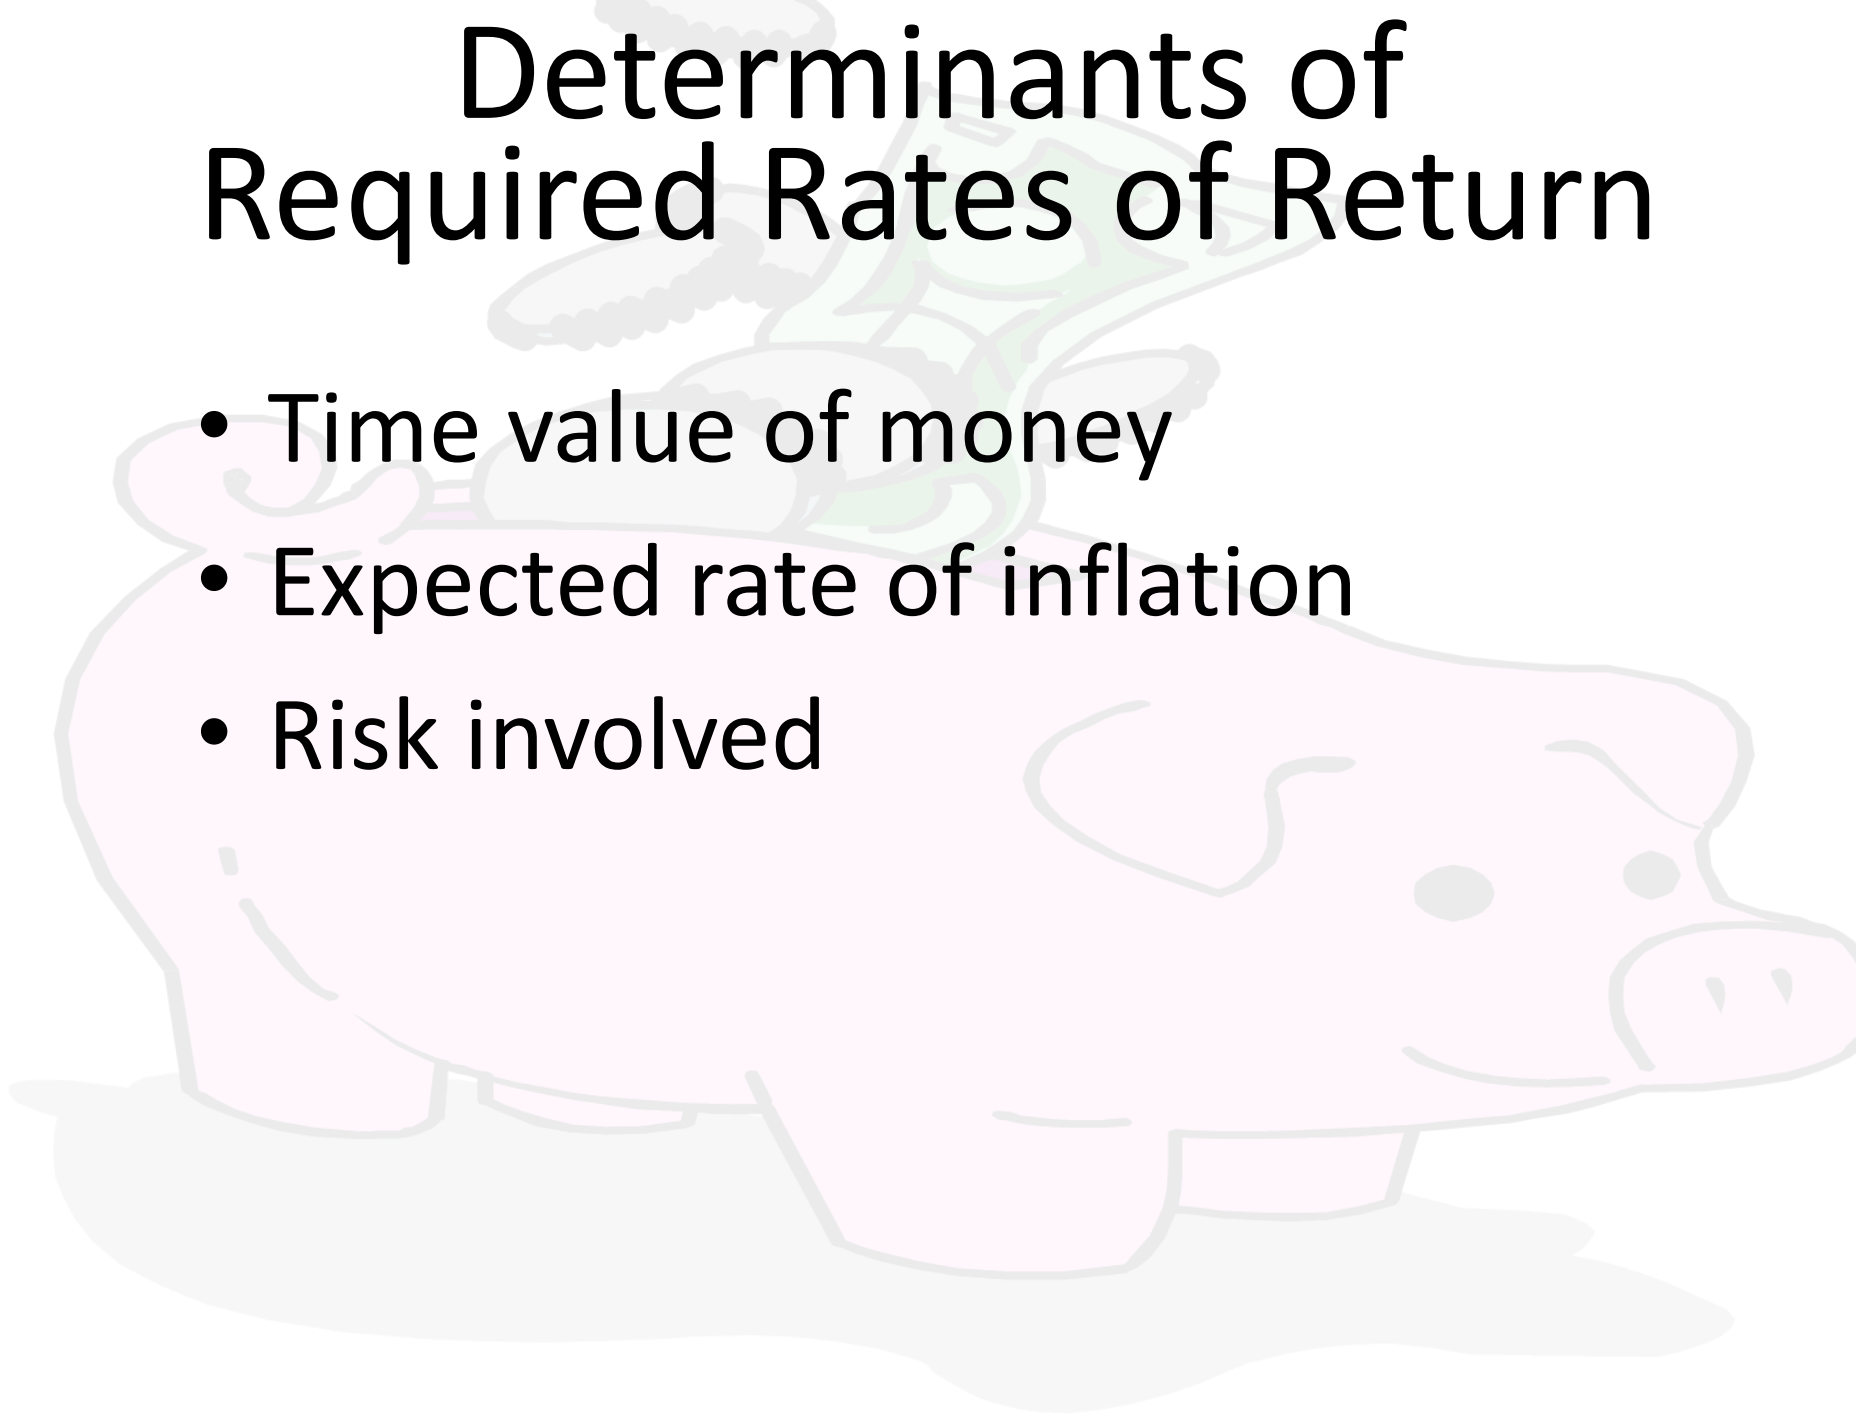 Determinants of
Required Rates of Return
• Time value of money
• Expected rate of inflation
• Risk involved